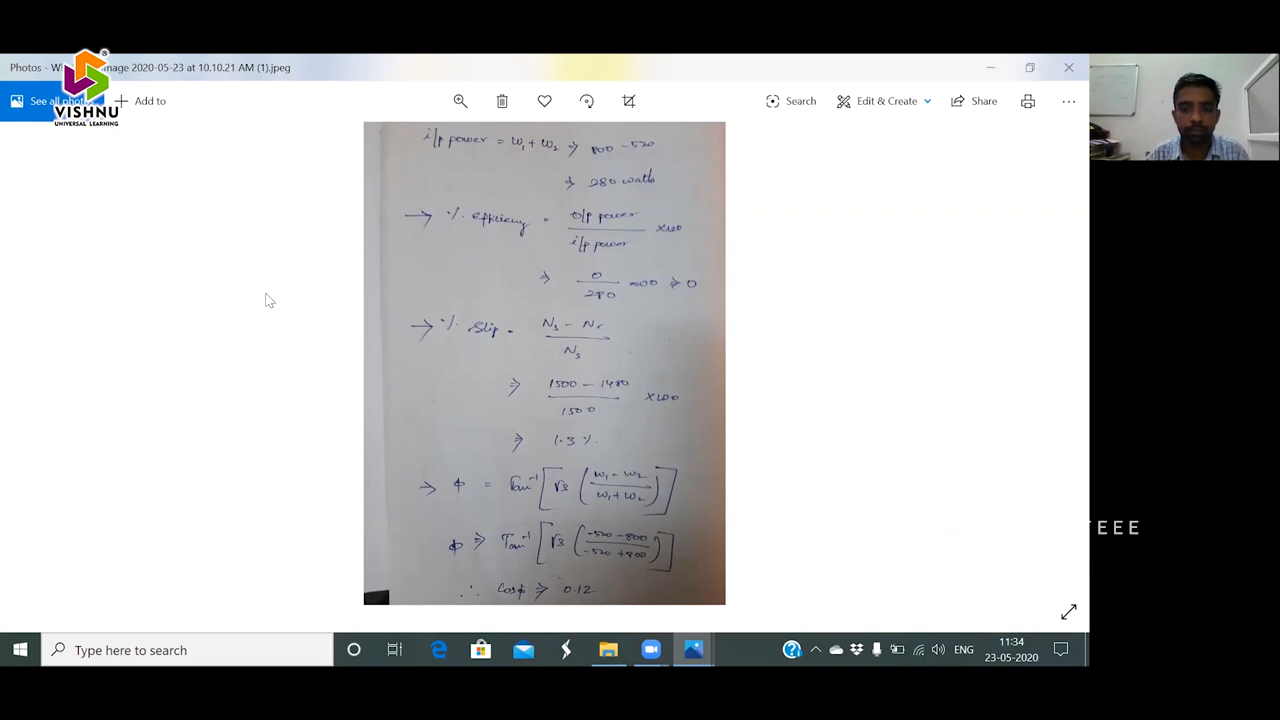 Photos - Wh image 2020-05-23 at 10.10.21 AM (1).jpeg
VISHNU
UNIVERSAL LEARNING
See all photos
Add to
Search
Edit & Create
Share
i/p power = W₁ + W₂ ⇒ 800 - 520
⇒ 280 watts
→ % efficiency = o/p power / i/p power ×100
⇒ 0 / 280 ×100 ⇒ 0
→ % Slip = Ns - Nr / Ns
⇒ 1500 - 1480 / 1500 ×100
⇒ 1.3 %
→ φ = Tan⁻¹ [√3 (W₁ - W₂ / W₁ + W₂)]
φ ⇒ Tan⁻¹ [√3 (-520 - 800 / -520 + 800)]
∴ cosφ ⇒ 0.12
EEE
Type here to search
ENG
11:34
23-05-2020